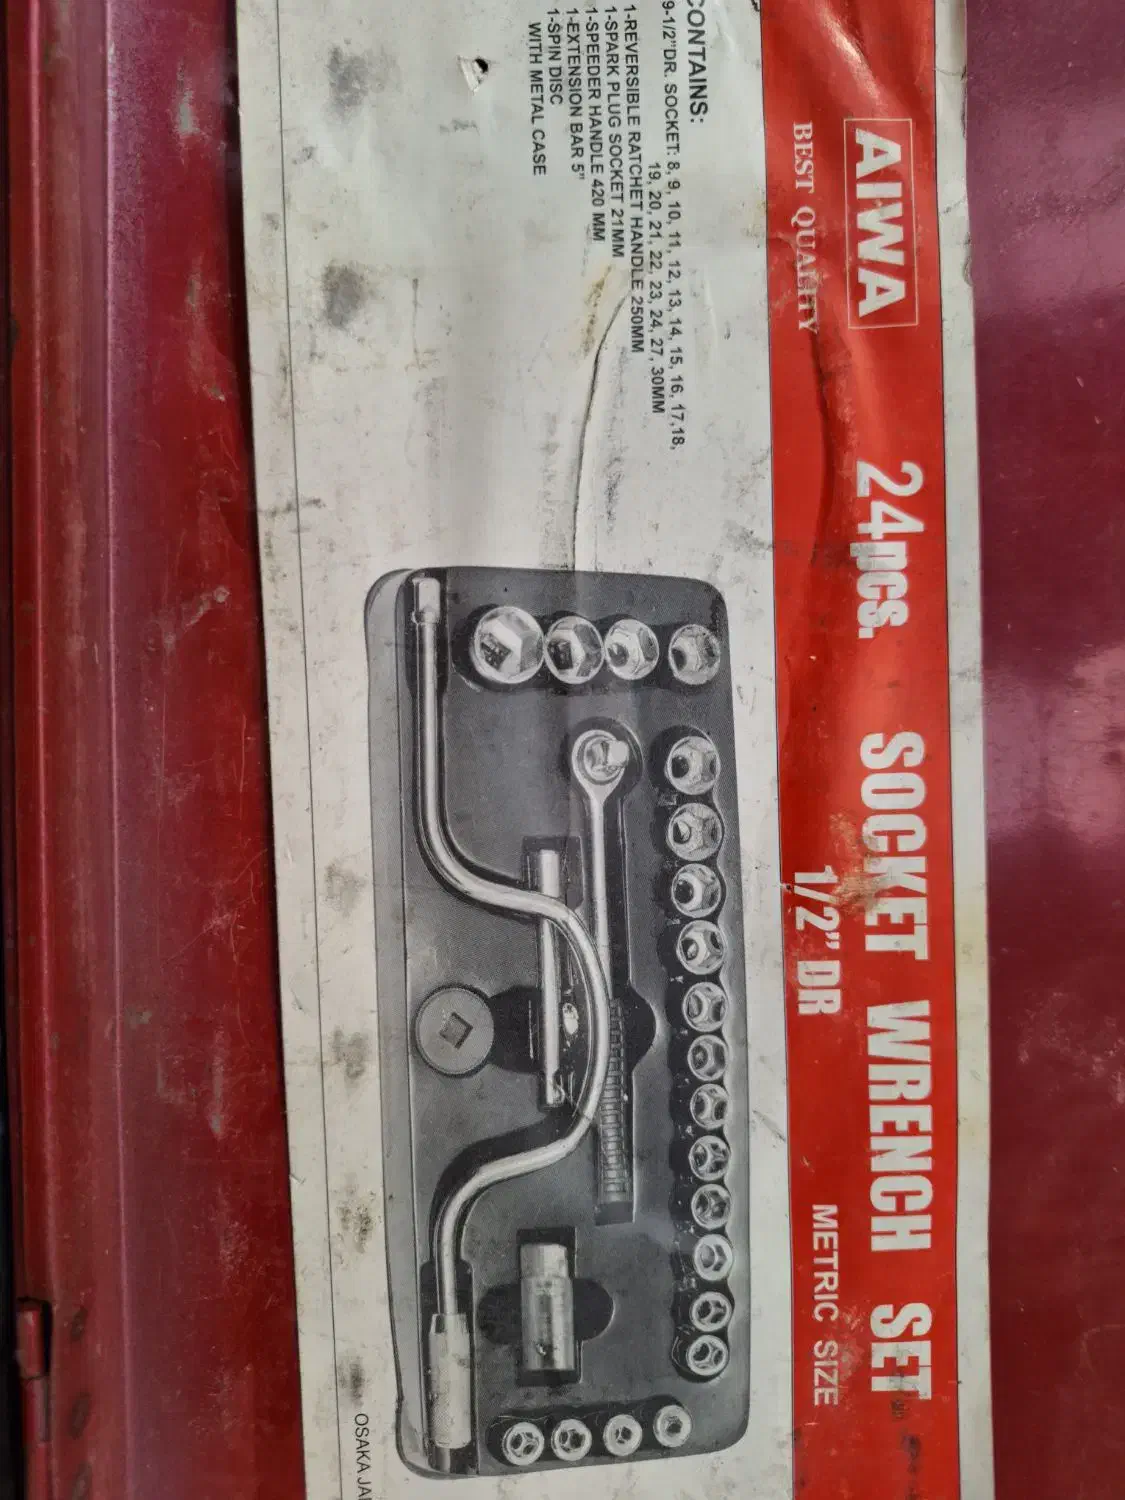 AIWA
BEST QUALITY
24pcs. SOCKET WRENCH SET
1/2" DR METRIC SIZE
CONTAINS:
9-1/2"DR. SOCKET: 8, 9, 10, 11, 12, 13, 14, 15, 16, 17,18,
19, 20, 21, 22, 23, 24, 27, 30MM
1-REVERSIBLE RATCHET HANDLE 250MM
1-SPARK PLUG SOCKET 21MM
1-SPEEDER HANDLE 420 MM
1-EXTENSION BAR 5"
1-SPIN DISC
WITH METAL CASE
OSAKA JA